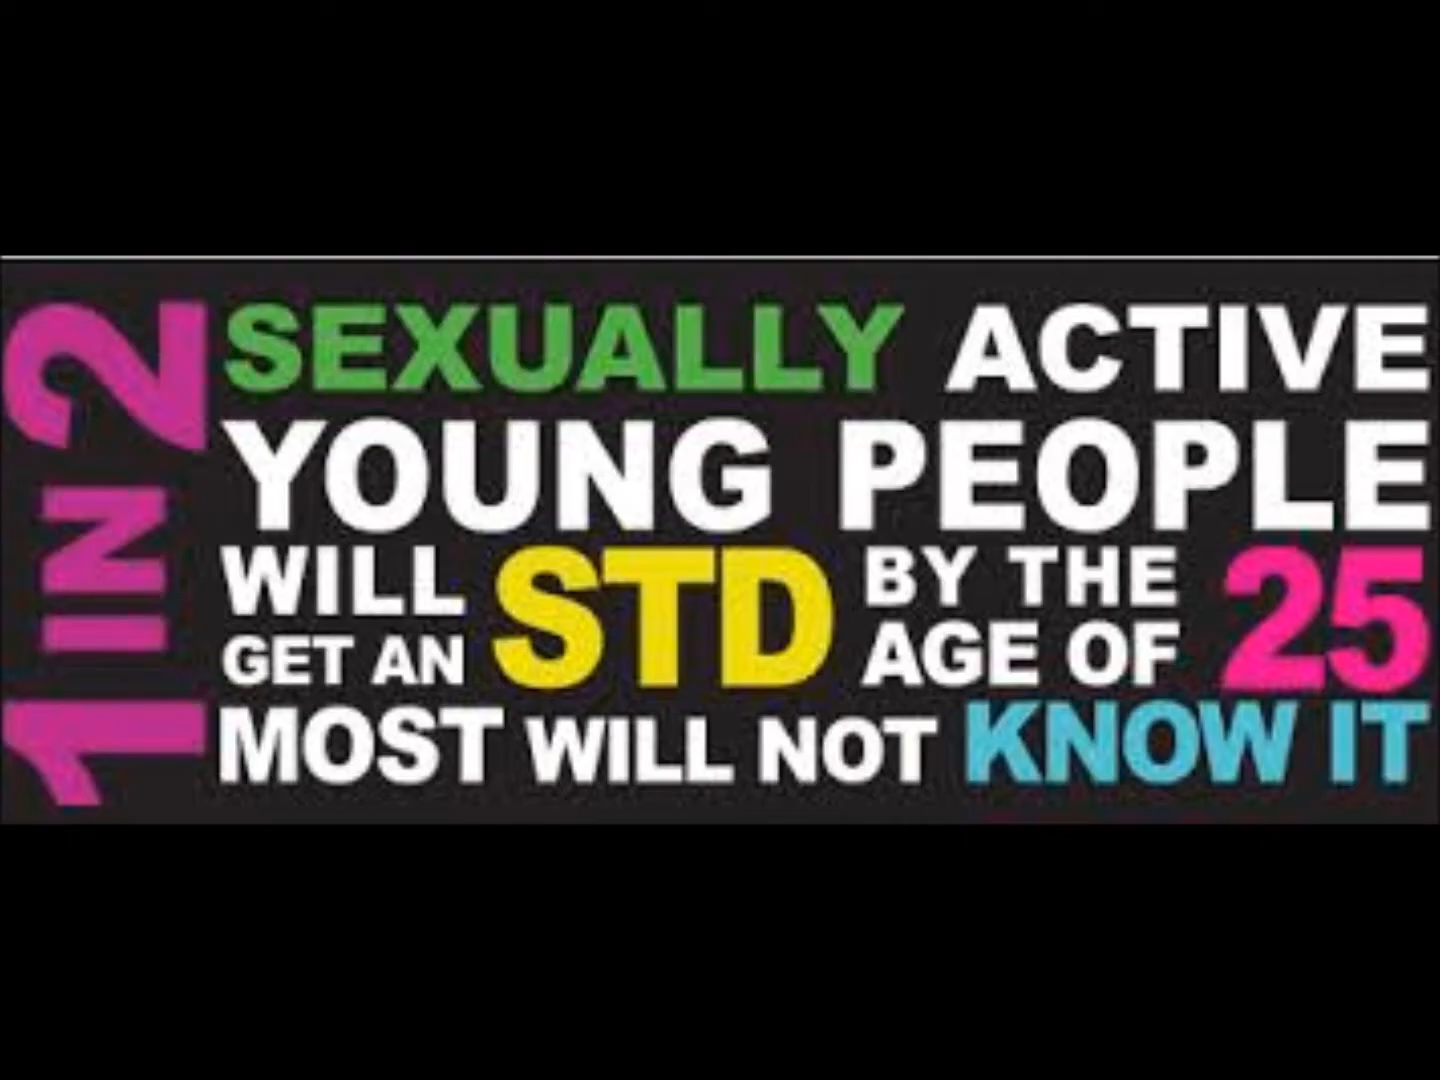 1 IN 2
SEXUALLY ACTIVE
YOUNG PEOPLE
WILL
GET AN
STD
BY THE
AGE OF
25
MOST WILL NOT KNOW IT